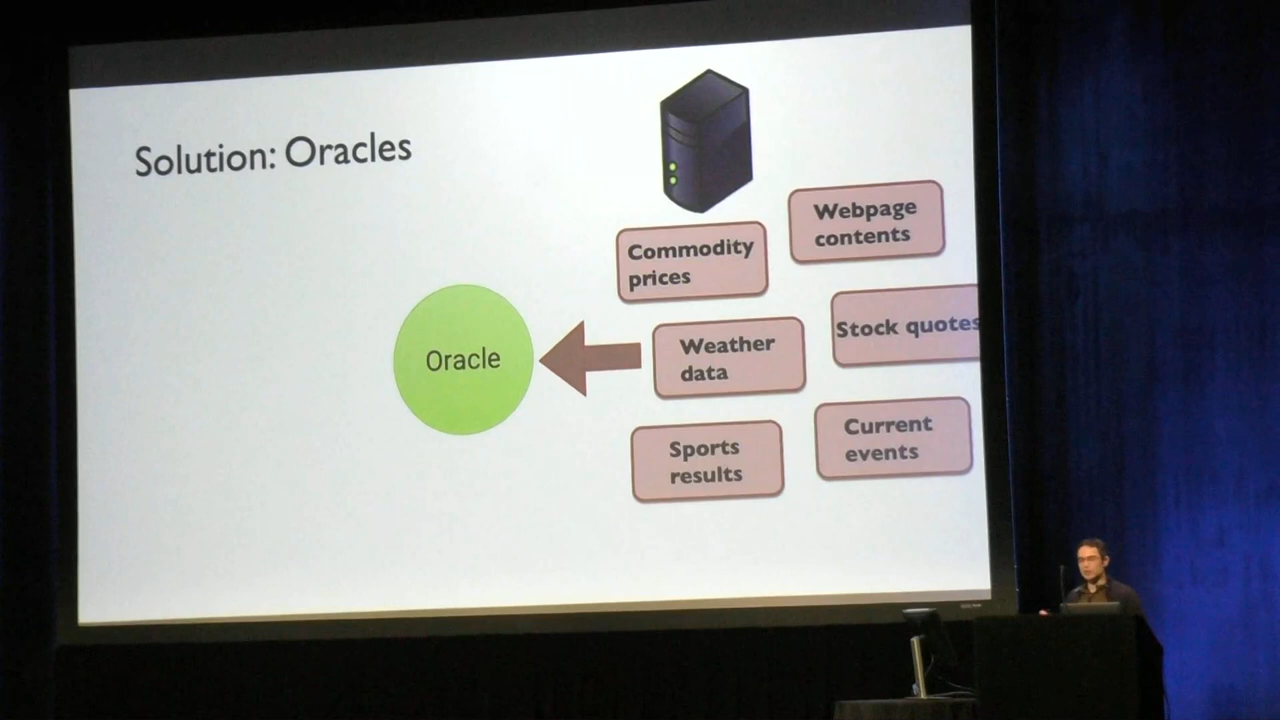 Solution: Oracles
Webpage
contents
Commodity
prices
Stock quotes
Oracle
Weather
data
Current
events
Sports
results